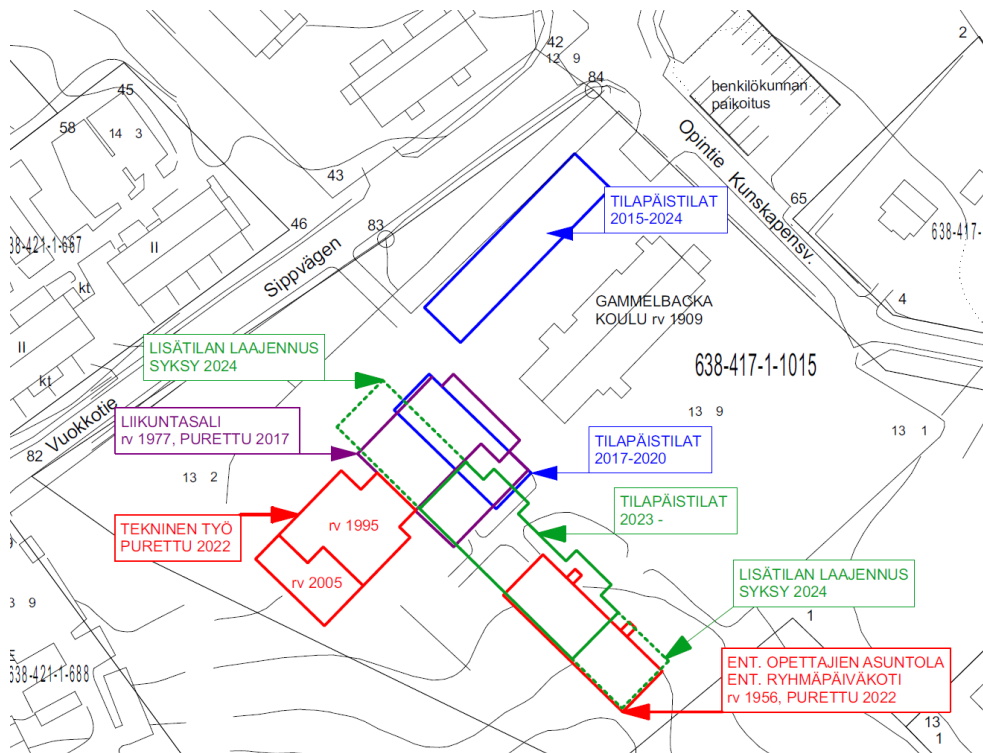 42
12 9
2
84
henkilökunnan
paikoitus
45
58
14 3
Opintie Kunskapensv.
43
65
46
TILAPÄISTILAT
2015-2024
83
638-417-
38-421-1-667
II
Sippvägen
kt
GAMMELBACKA
KOULU rv 1909
4
II
LISÄTILAN LAAJENNUS
SYKSY 2024
638-417-1-1015
kt
LIIKUNTASALI
rv 1977, PURETTU 2017
13 9
Vuokkotie
TILAPÄISTILAT
2017-2020
13 1
82
13 2
TILAPÄISTILAT
2023 -
TEKNINEN TYÖ
PURETTU 2022
rv 1995
rv 2005
LISÄTILAN LAAJENNUS
SYKSY 2024
3 9
1
638-421-1-688
ENT. OPETTAJIEN ASUNTOLA
ENT. RYHMÄPÄIVÄKOTI
rv 1956, PURETTU 2022
13
1